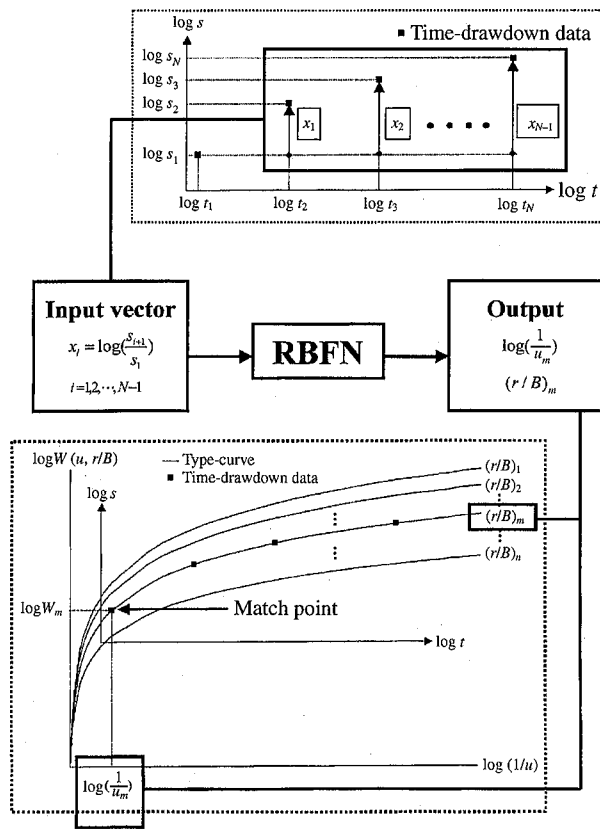 log s
■ Time-drawdown data
log s_N
log s_3
log s_2
log s_1
x_1
x_2
x_{N-1}
log t_1
log t_2
log t_3
log t_N
log t
Input vector
x_i = log(s_{i+1}/s_1)
i=1,2,⋯,N-1
RBFN
Output
log(1/u_m)
(r / B)_m
logW (u, r/B)
Type-curve
■ Time-drawdown data
log s
(r/B)_1
(r/B)_2
(r/B)_m
(r/B)_n
logW_m
Match point
log t
log (1/u)
log(1/u_m)